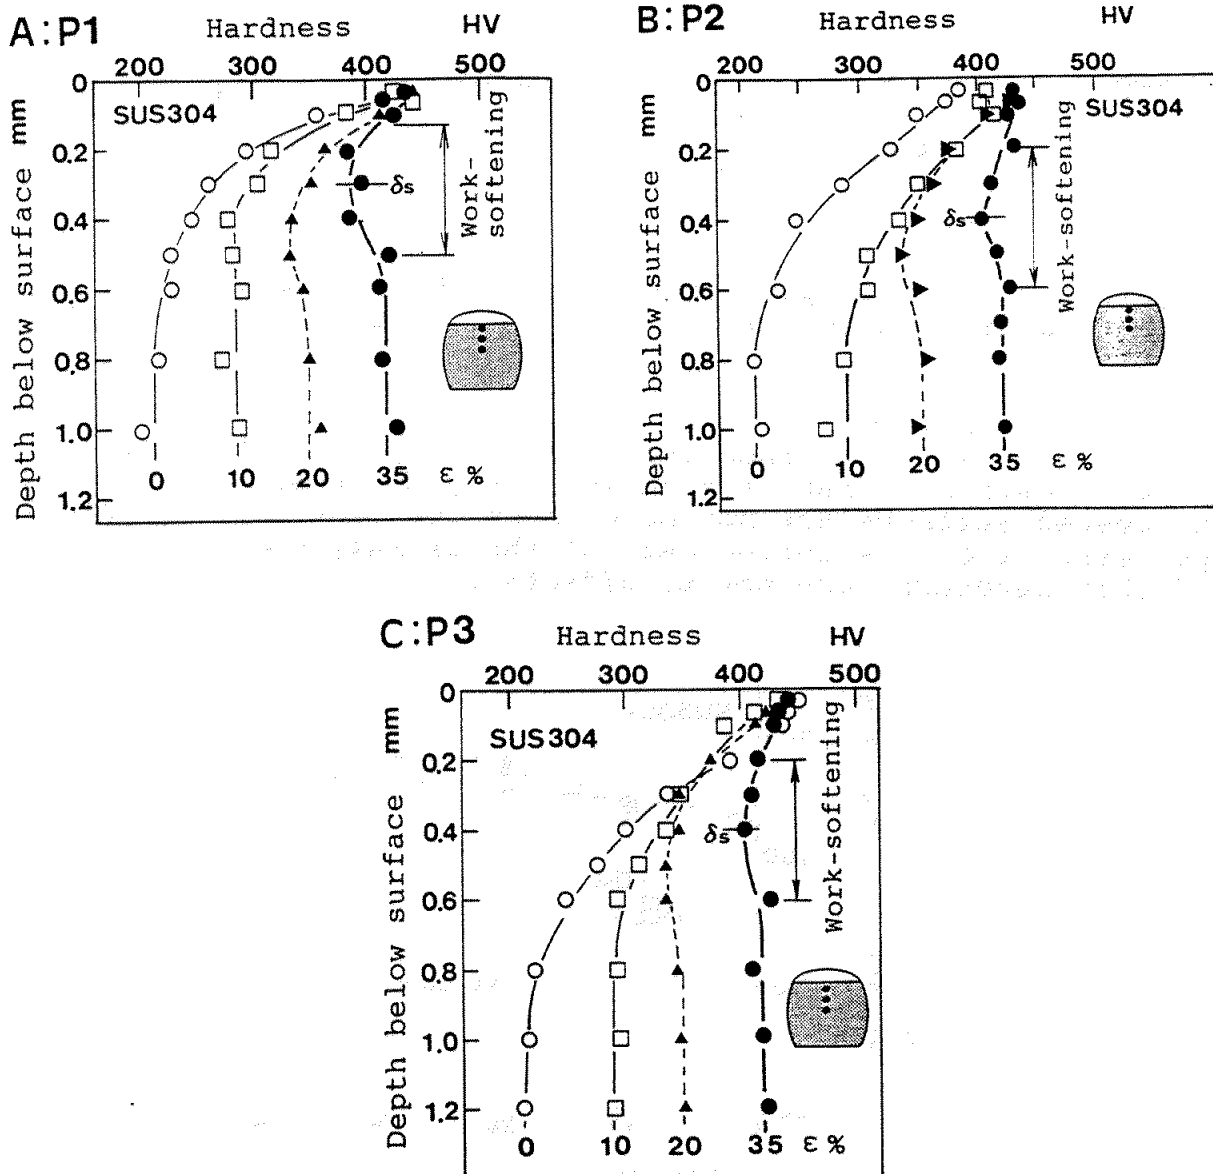 A:P1 Hardness HV
200 300 400 500
0
SUS304
0.2
0.4
0.6
0.8
1.0
1.2
Depth below surface mm
δs
Work-
softening
0 10 20 35 ε %
B:P2 Hardness HV
200 300 400 500
0
SUS304
0.2
0.4
0.6
0.8
1.0
1.2
Depth below surface mm
δs
Work-softening
0 10 20 35 ε %
C:P3 Hardness HV
200 300 400 500
0
SUS304
0.2
0.4
0.6
0.8
1.0
1.2
Depth below surface mm
δs
Work-softening
0 10 20 35 ε %